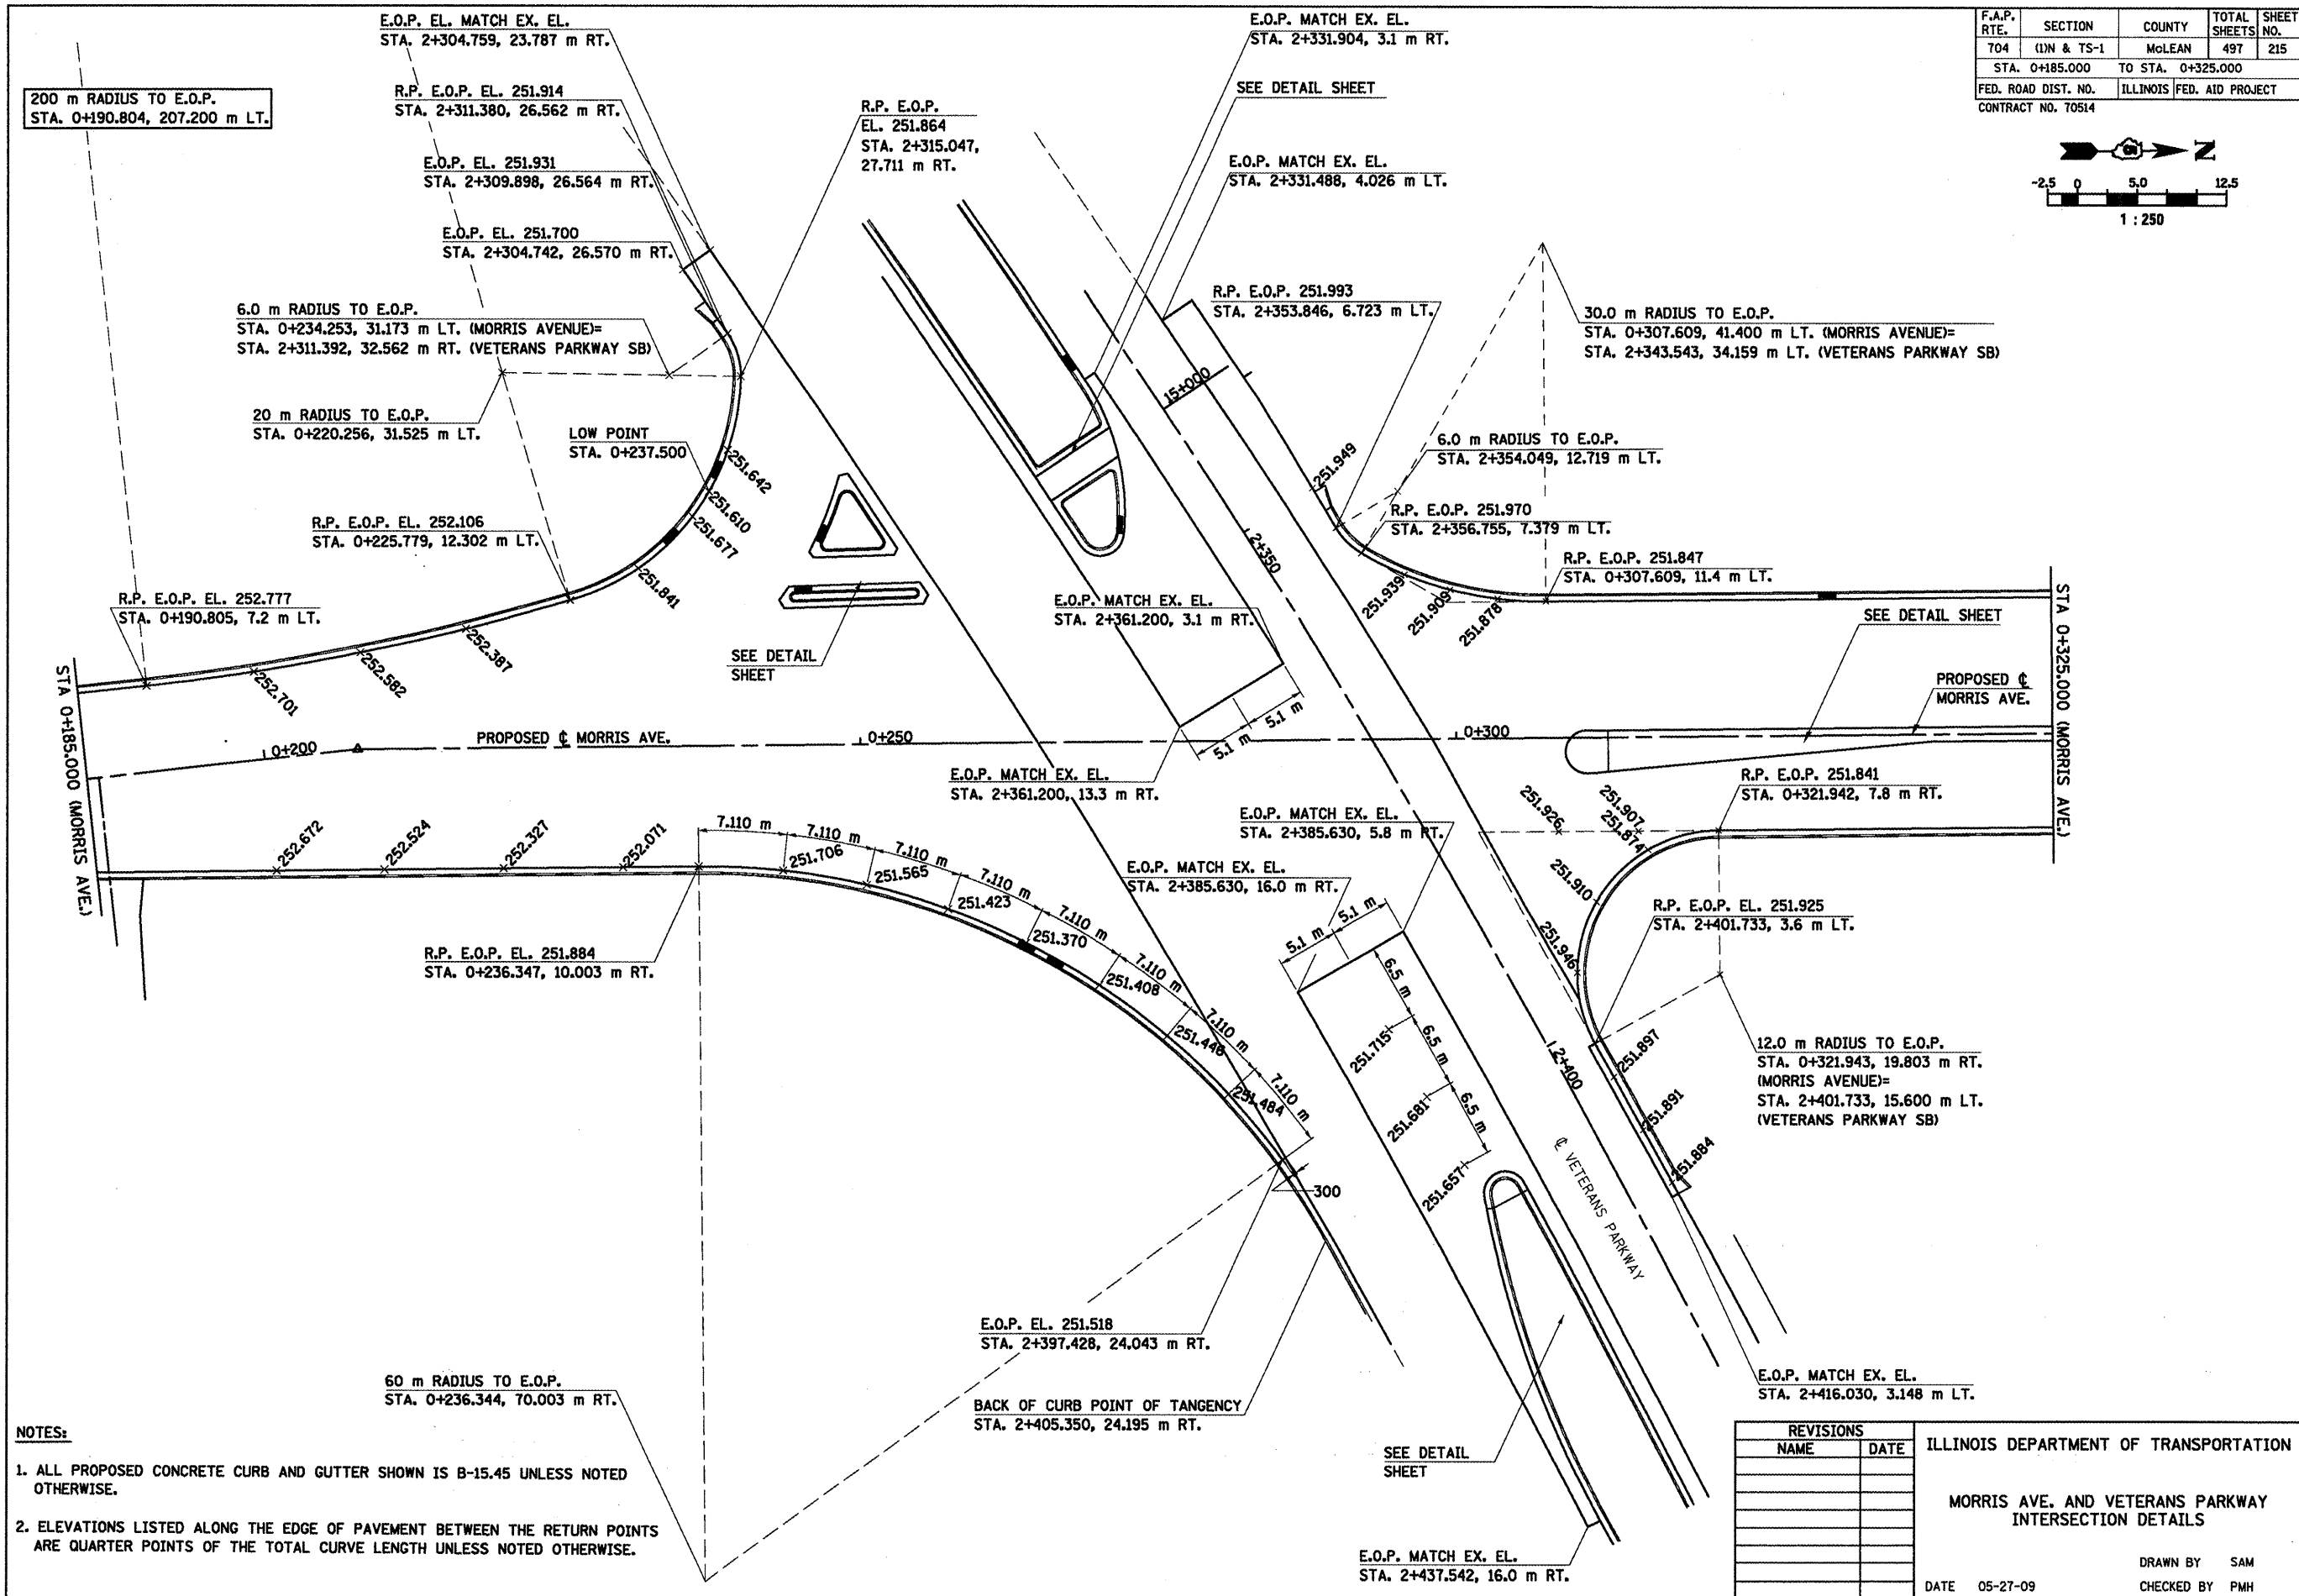 F.A.P. RTE. SECTION COUNTY TOTAL SHEETS SHEET NO.
704 (1)N & TS-1 McLEAN 497 215
STA. 0+185.000 TO STA. 0+325.000
FED. ROAD DIST. NO. ILLINOIS FED. AID PROJECT
CONTRACT NO. 70514
N
-2.5 0 5.0 12.5
1 : 250
E.O.P. EL. MATCH EX. EL.
STA. 2+304.759, 23.787 m RT.
R.P. E.O.P. EL. 251.914
STA. 2+311.380, 26.562 m RT.
E.O.P. EL. 251.931
STA. 2+309.898, 26.564 m RT.
E.O.P. EL. 251.700
STA. 2+304.742, 26.570 m RT.
200 m RADIUS TO E.O.P.
STA. 0+190.804, 207.200 m LT.
R.P. E.O.P.
EL. 251.864
STA. 2+315.047,
27.711 m RT.
E.O.P. MATCH EX. EL.
STA. 2+331.904, 3.1 m RT.
SEE DETAIL SHEET
E.O.P. MATCH EX. EL.
STA. 2+331.488, 4.026 m LT.
6.0 m RADIUS TO E.O.P.
STA. 0+234.253, 31.173 m LT. (MORRIS AVENUE)=
STA. 2+311.392, 32.562 m RT. (VETERANS PARKWAY SB)
20 m RADIUS TO E.O.P.
STA. 0+220.256, 31.525 m LT.
LOW POINT
STA. 0+237.500
251.642
251.610
251.677
251.841
R.P. E.O.P. EL. 252.106
STA. 0+225.779, 12.302 m LT.
R.P. E.O.P. EL. 252.777
STA. 0+190.805, 7.2 m LT.
252.701
252.582
252.387
SEE DETAIL
SHEET
R.P. E.O.P. 251.993
STA. 2+353.846, 6.723 m LT.
30.0 m RADIUS TO E.O.P.
STA. 0+307.609, 41.400 m LT. (MORRIS AVENUE)=
STA. 2+343.543, 34.159 m LT. (VETERANS PARKWAY SB)
15+000
251.949
6.0 m RADIUS TO E.O.P.
STA. 2+354.049, 12.719 m LT.
R.P. E.O.P. 251.970
STA. 2+356.755, 7.379 m LT.
2+350
R.P. E.O.P. 251.847
STA. 0+307.609, 11.4 m LT.
251.939
251.909
251.878
E.O.P. MATCH EX. EL.
STA. 2+361.200, 3.1 m RT.
SEE DETAIL SHEET
PROPOSED ℄
MORRIS AVE.
STA 0+325.000 (MORRIS AVE.)
STA 0+185.000 (MORRIS AVE.)
0+200
PROPOSED ℄ MORRIS AVE.
0+250
0+300
5.1 m
5.1 m
E.O.P. MATCH EX. EL.
STA. 2+361.200, 13.3 m RT.
R.P. E.O.P. 251.841
STA. 0+321.942, 7.8 m RT.
251.926
251.907
251.874
251.910
251.946
252.672
252.524
252.327
252.071
7.110 m
7.110 m
7.110 m
7.110 m
7.110 m
7.110 m
7.110 m
7.110 m
251.706
251.565
251.423
251.370
251.408
251.446
251.484
300
E.O.P. MATCH EX. EL.
STA. 2+385.630, 5.8 m RT.
E.O.P. MATCH EX. EL.
STA. 2+385.630, 16.0 m RT.
5.1 m
5.1 m
6.5 m
6.5 m
6.5 m
251.715
251.681
251.657
2+400
℄ VETERANS PARKWAY
R.P. E.O.P. EL. 251.884
STA. 0+236.347, 10.003 m RT.
R.P. E.O.P. EL. 251.925
STA. 2+401.733, 3.6 m LT.
251.897
251.891
251.884
12.0 m RADIUS TO E.O.P.
STA. 0+321.943, 19.803 m RT.
(MORRIS AVENUE)=
STA. 2+401.733, 15.600 m LT.
(VETERANS PARKWAY SB)
E.O.P. EL. 251.518
STA. 2+397.428, 24.043 m RT.
60 m RADIUS TO E.O.P.
STA. 0+236.344, 70.003 m RT.
BACK OF CURB POINT OF TANGENCY
STA. 2+405.350, 24.195 m RT.
SEE DETAIL
SHEET
E.O.P. MATCH EX. EL.
STA. 2+416.030, 3.148 m LT.
E.O.P. MATCH EX. EL.
STA. 2+437.542, 16.0 m RT.
NOTES:
1. ALL PROPOSED CONCRETE CURB AND GUTTER SHOWN IS B-15.45 UNLESS NOTED
OTHERWISE.
2. ELEVATIONS LISTED ALONG THE EDGE OF PAVEMENT BETWEEN THE RETURN POINTS
ARE QUARTER POINTS OF THE TOTAL CURVE LENGTH UNLESS NOTED OTHERWISE.
REVISIONS
NAME DATE
ILLINOIS DEPARTMENT OF TRANSPORTATION
MORRIS AVE. AND VETERANS PARKWAY
INTERSECTION DETAILS
DRAWN BY SAM
DATE 05-27-09 CHECKED BY PMH